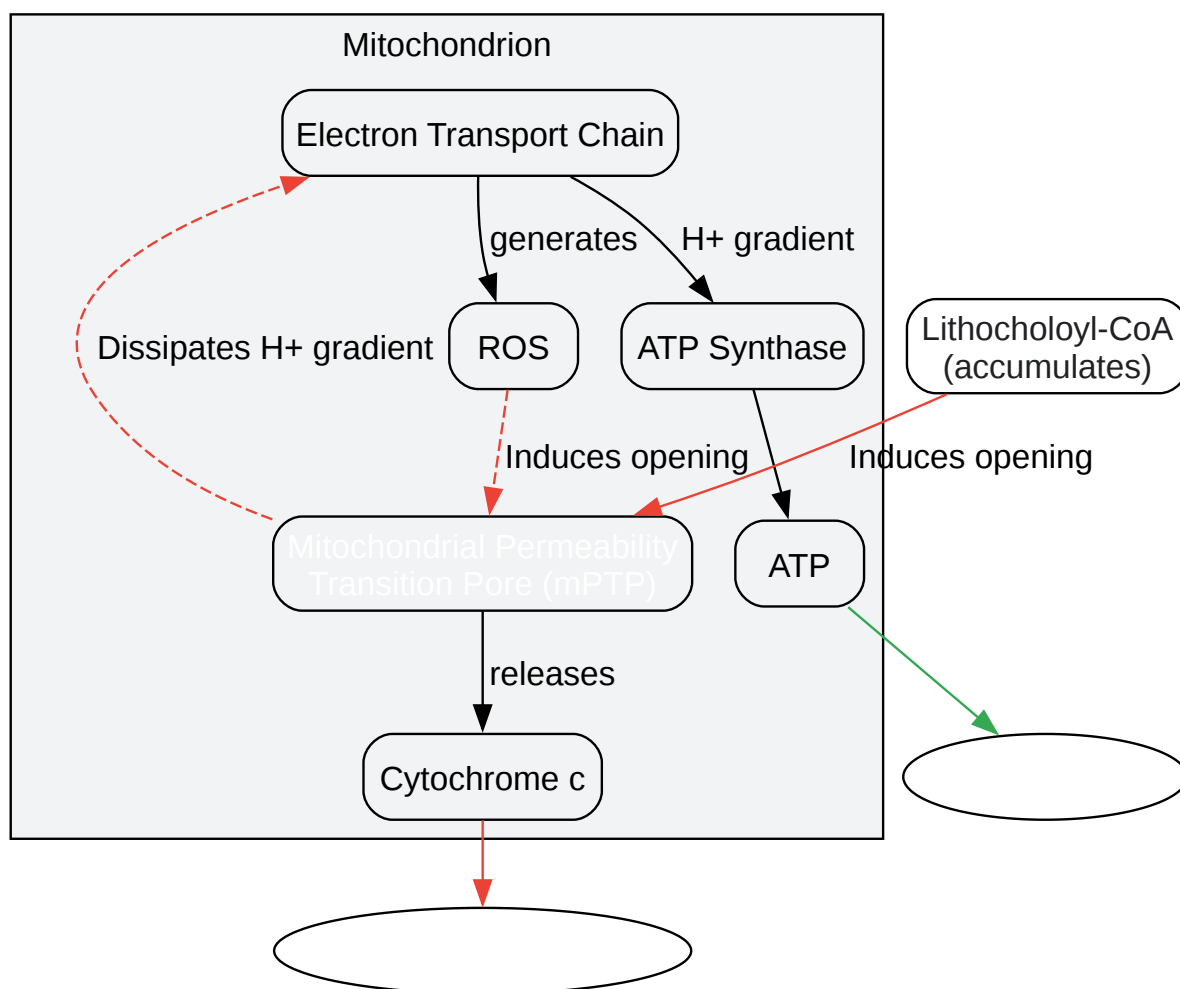 Mitochondrion
Electron Transport Chain
generates
H+ gradient
Dissipates H+ gradient
ROS
ATP Synthase
Lithocholoyl-CoA
(accumulates)
Induces opening
Induces opening
Mitochondrial Permeability
Transition Pore (mPTP)
ATP
releases
Cytochrome c